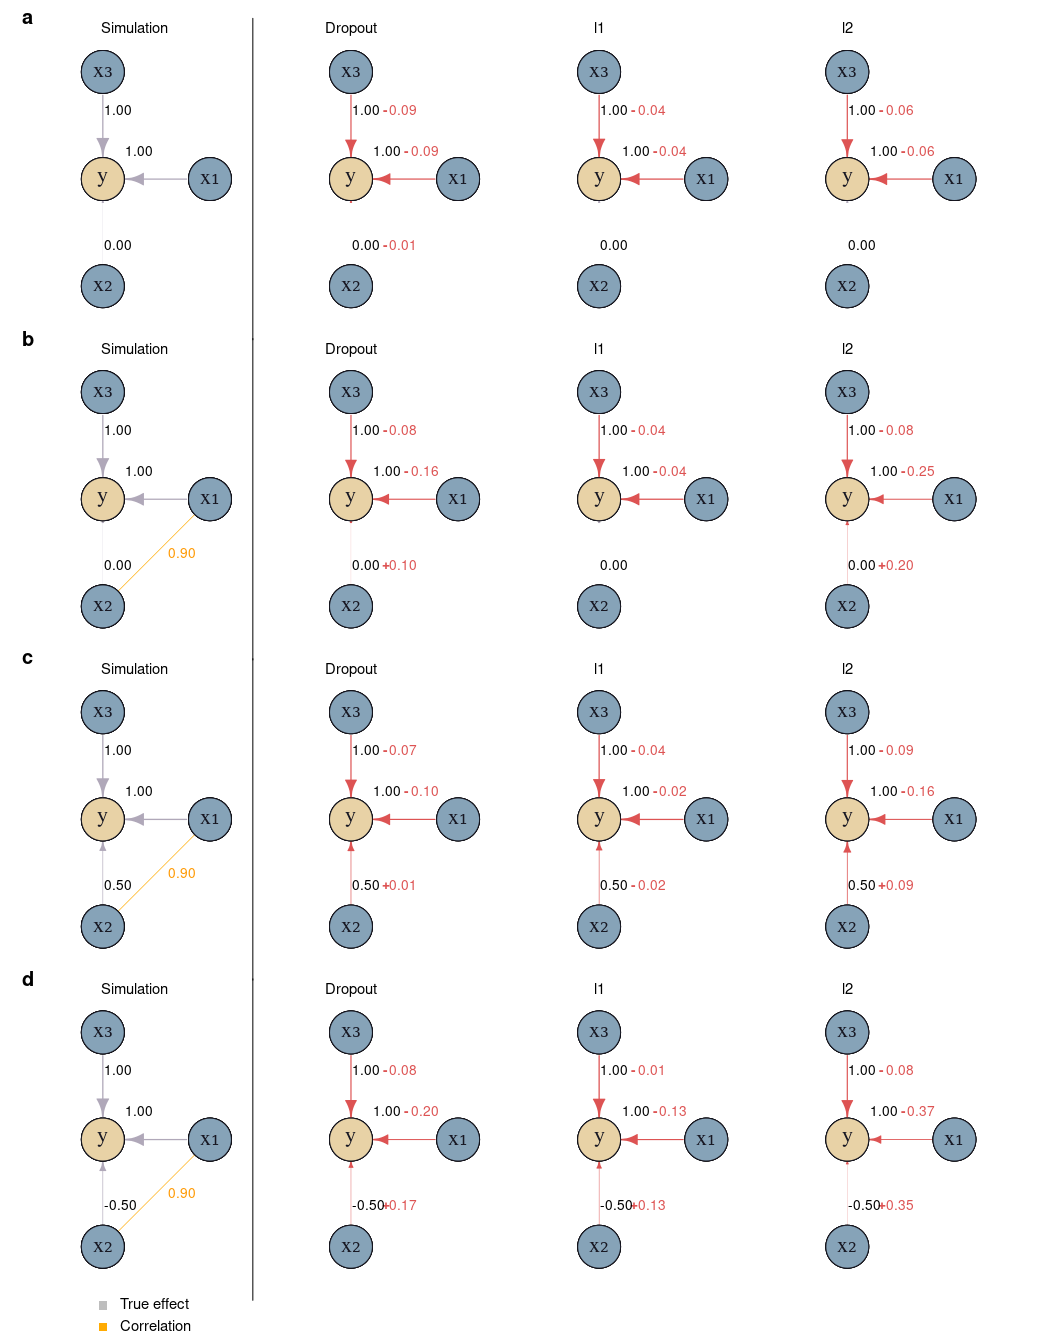 a
Simulation Dropout l1 l2
X3 X3 X3 X3
1.00 1.00 -0.09 1.00 -0.04 1.00 -0.06
1.00 1.00 -0.09 1.00 -0.04 1.00 -0.06
y X1 y X1 y X1 y X1
0.00 0.00 -0.01 0.00 0.00
X2 X2 X2 X2
b
Simulation Dropout l1 l2
X3 X3 X3 X3
1.00 1.00 -0.08 1.00 -0.04 1.00 -0.08
1.00 1.00 -0.16 1.00 -0.04 1.00 -0.25
y X1 y X1 y X1 y X1
0.90
0.00 0.00 +0.10 0.00 0.00 +0.20
X2 X2 X2 X2
c
Simulation Dropout l1 l2
X3 X3 X3 X3
1.00 1.00 -0.07 1.00 -0.04 1.00 -0.09
1.00 1.00 -0.10 1.00 -0.02 1.00 -0.16
y X1 y X1 y X1 y X1
0.90
0.50 0.50 +0.01 0.50 -0.02 0.50 +0.09
X2 X2 X2 X2
d
Simulation Dropout l1 l2
X3 X3 X3 X3
1.00 1.00 -0.08 1.00 -0.01 1.00 -0.08
1.00 1.00 -0.20 1.00 -0.13 1.00 -0.37
y X1 y X1 y X1 y X1
0.90
-0.50 -0.50 +0.17 -0.50 +0.13 -0.50 +0.35
X2 X2 X2 X2
True effect
Correlation